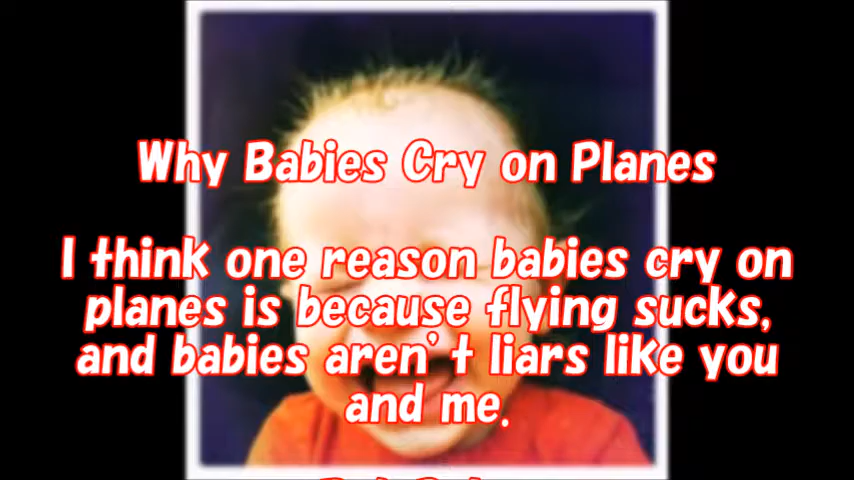 Why Babies Cry on Planes
I think one reason babies cry on
planes is because flying sucks,
and babies aren't liars like you
and me.